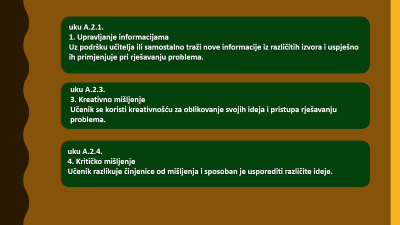 uku A.2.1.
1. Upravljanje informacijama
Uz podršku učitelja ili samostalno traži nove informacije iz različitih izvora i uspješno
ih primjenjuje pri rješavanju problema.
uku A.2.3.
3. Kreativno mišljenje
Učenik se koristi kreativnošću za oblikovanje svojih ideja i pristupa rješavanju
problema.
uku A.2.4.
4. Kritičko mišljenje
Učenik razlikuje činjenice od mišljenja i sposoban je usporediti različite ideje.